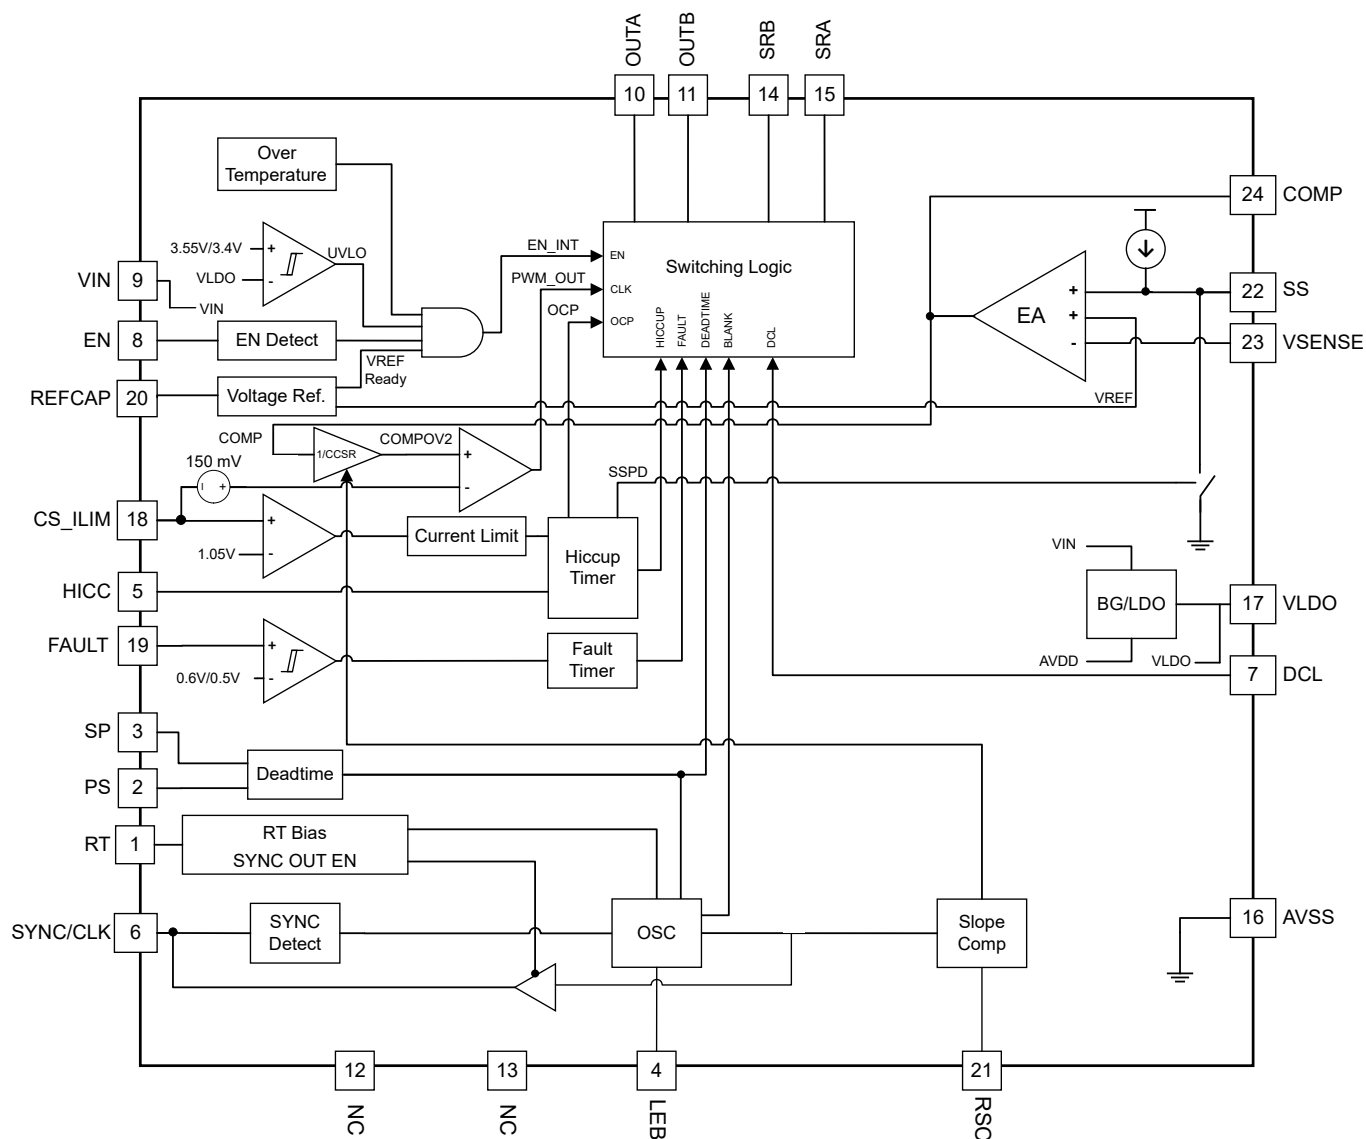 OUTA
OUTB
SRB
SRA
10
11
14
15
Over
Temperature
24
COMP
3.55V/3.4V
+
UVLO
VLDO
-
VIN
9
VIN
EN_INT
EN
PWM_OUT
CLK
OCP
OCP
Switching Logic
HICCUP
FAULT
DEADTIME
BLANK
DCL
+
+
-
EA
22
SS
23
VSENSE
EN
8
EN Detect
VREF
Ready
REFCAP
20
Voltage Ref.
VREF
COMP
1/CCSR
COMPOV2
+
-
150 mV
+
SSPD
CS_ILIM
18
+
1.05V
-
Current Limit
Hiccup
Timer
VIN
HICC
5
BG/LDO
17
VLDO
FAULT
19
+
0.6V/0.5V
-
Fault
Timer
AVDD
VLDO
7
DCL
SP
3
PS
2
Deadtime
RT
1
RT Bias
SYNC OUT EN
SYNC/CLK
6
SYNC
Detect
OSC
Slope
Comp
16
AVSS
12
13
4
21
NC
NC
LEB
RSC